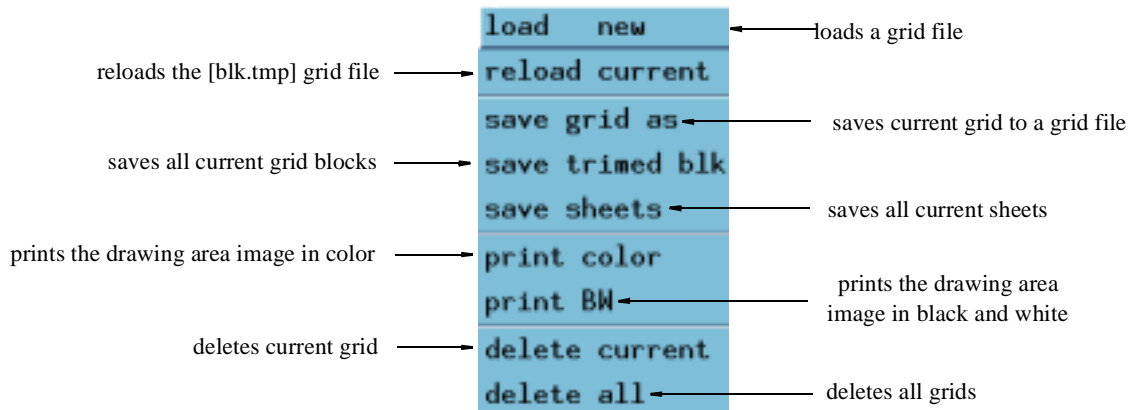 load new
loads a grid file
reloads the [blk.tmp] grid file
reload current
save grid as
saves current grid to a grid file
saves all current grid blocks
save trimed blk
save sheets
saves all current sheets
prints the drawing area image in color
print color
print BW
prints the drawing area
image in black and white
deletes current grid
delete current
delete all
deletes all grids